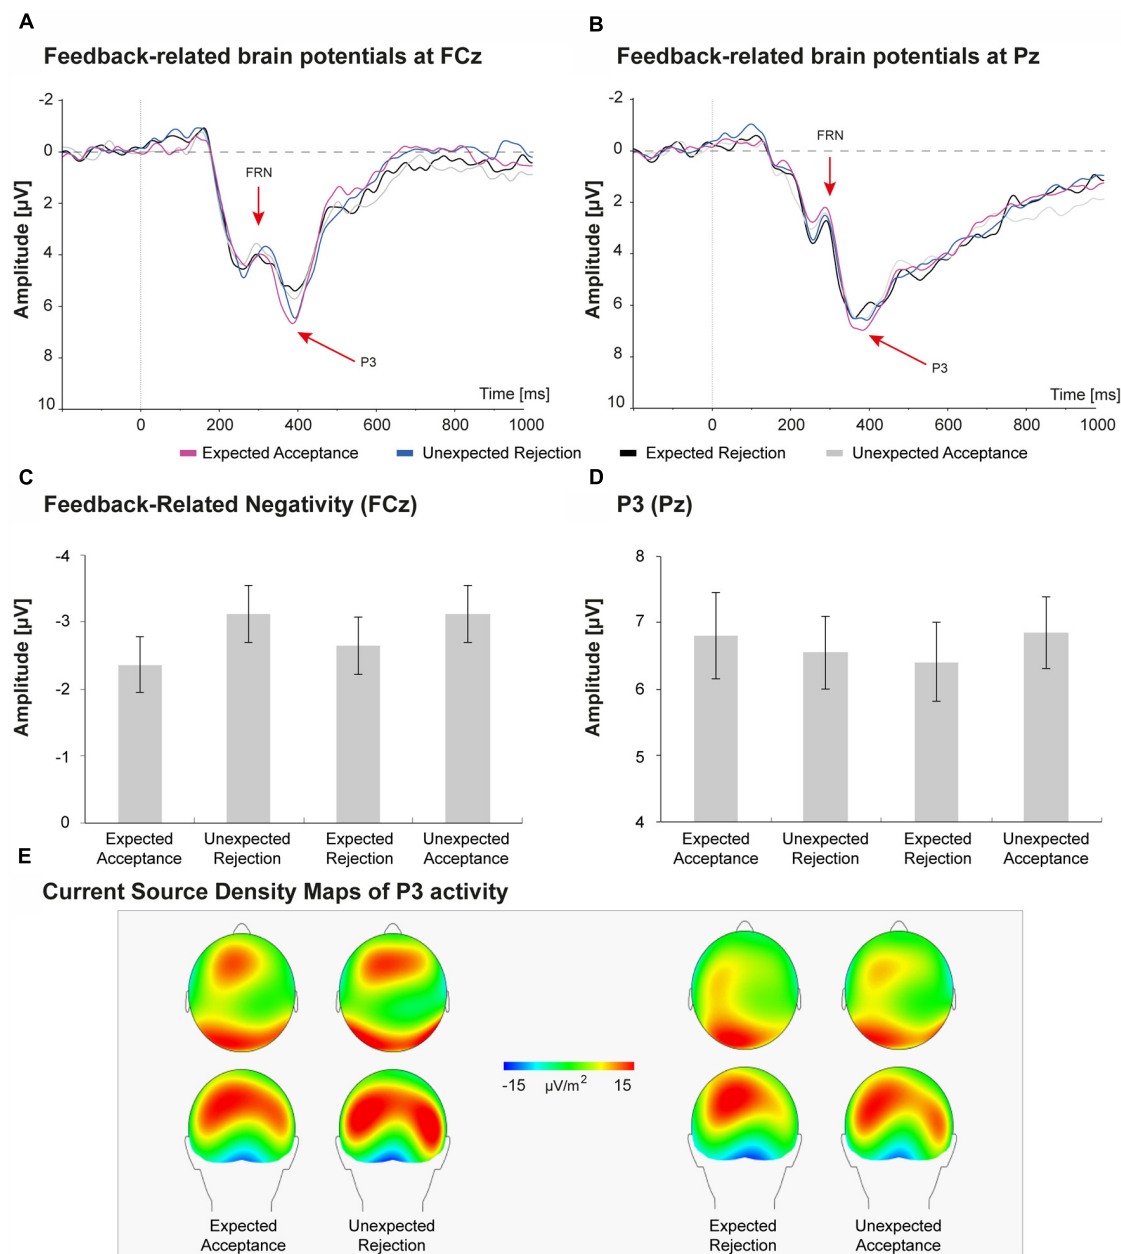 A
Feedback-related brain potentials at FCz
-2
0
2
4
6
8
10
Amplitude [µV]
FRN
P3
Time [ms]
0
200
400
600
800
1000
B
Feedback-related brain potentials at Pz
-2
0
2
4
6
8
10
Amplitude [µV]
FRN
P3
Time [ms]
0
200
400
600
800
1000
Expected Acceptance
Unexpected Rejection
Expected Rejection
Unexpected Acceptance
C
Feedback-Related Negativity (FCz)
-4
-3
-2
-1
0
Amplitude [µV]
Expected
Acceptance
Unexpected
Rejection
Expected
Rejection
Unexpected
Acceptance
D
P3 (Pz)
8
7
6
5
4
Amplitude [µV]
Expected
Acceptance
Unexpected
Rejection
Expected
Rejection
Unexpected
Acceptance
E
Current Source Density Maps of P3 activity
-15 µV/m² 15
Expected
Acceptance
Unexpected
Rejection
Expected
Rejection
Unexpected
Acceptance